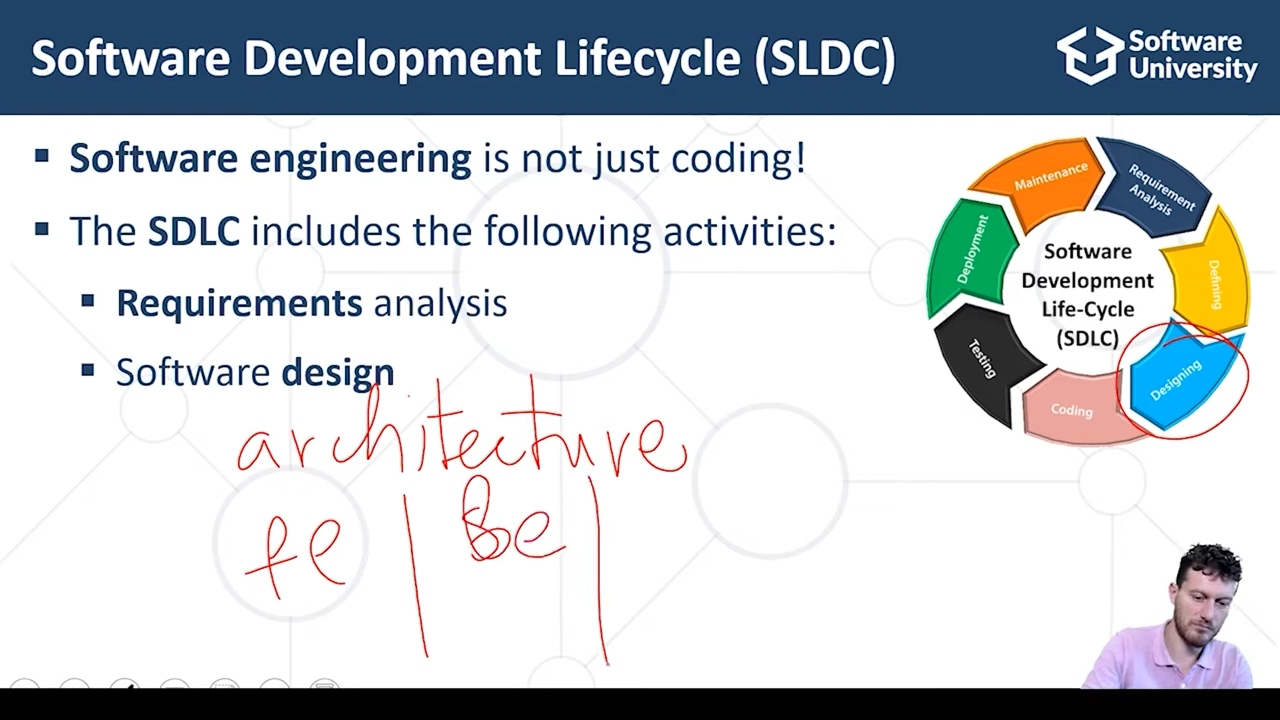 Software Development Lifecycle (SLDC)
Software
University
▪ Software engineering is not just coding!
▪ The SDLC includes the following activities:
▪ Requirements analysis
▪ Software design
architecture
fe | Be |
Maintenance
Requirement
Analysis
Defining
Designing
Coding
Testing
Deployment
Software
Development
Life-Cycle
(SDLC)